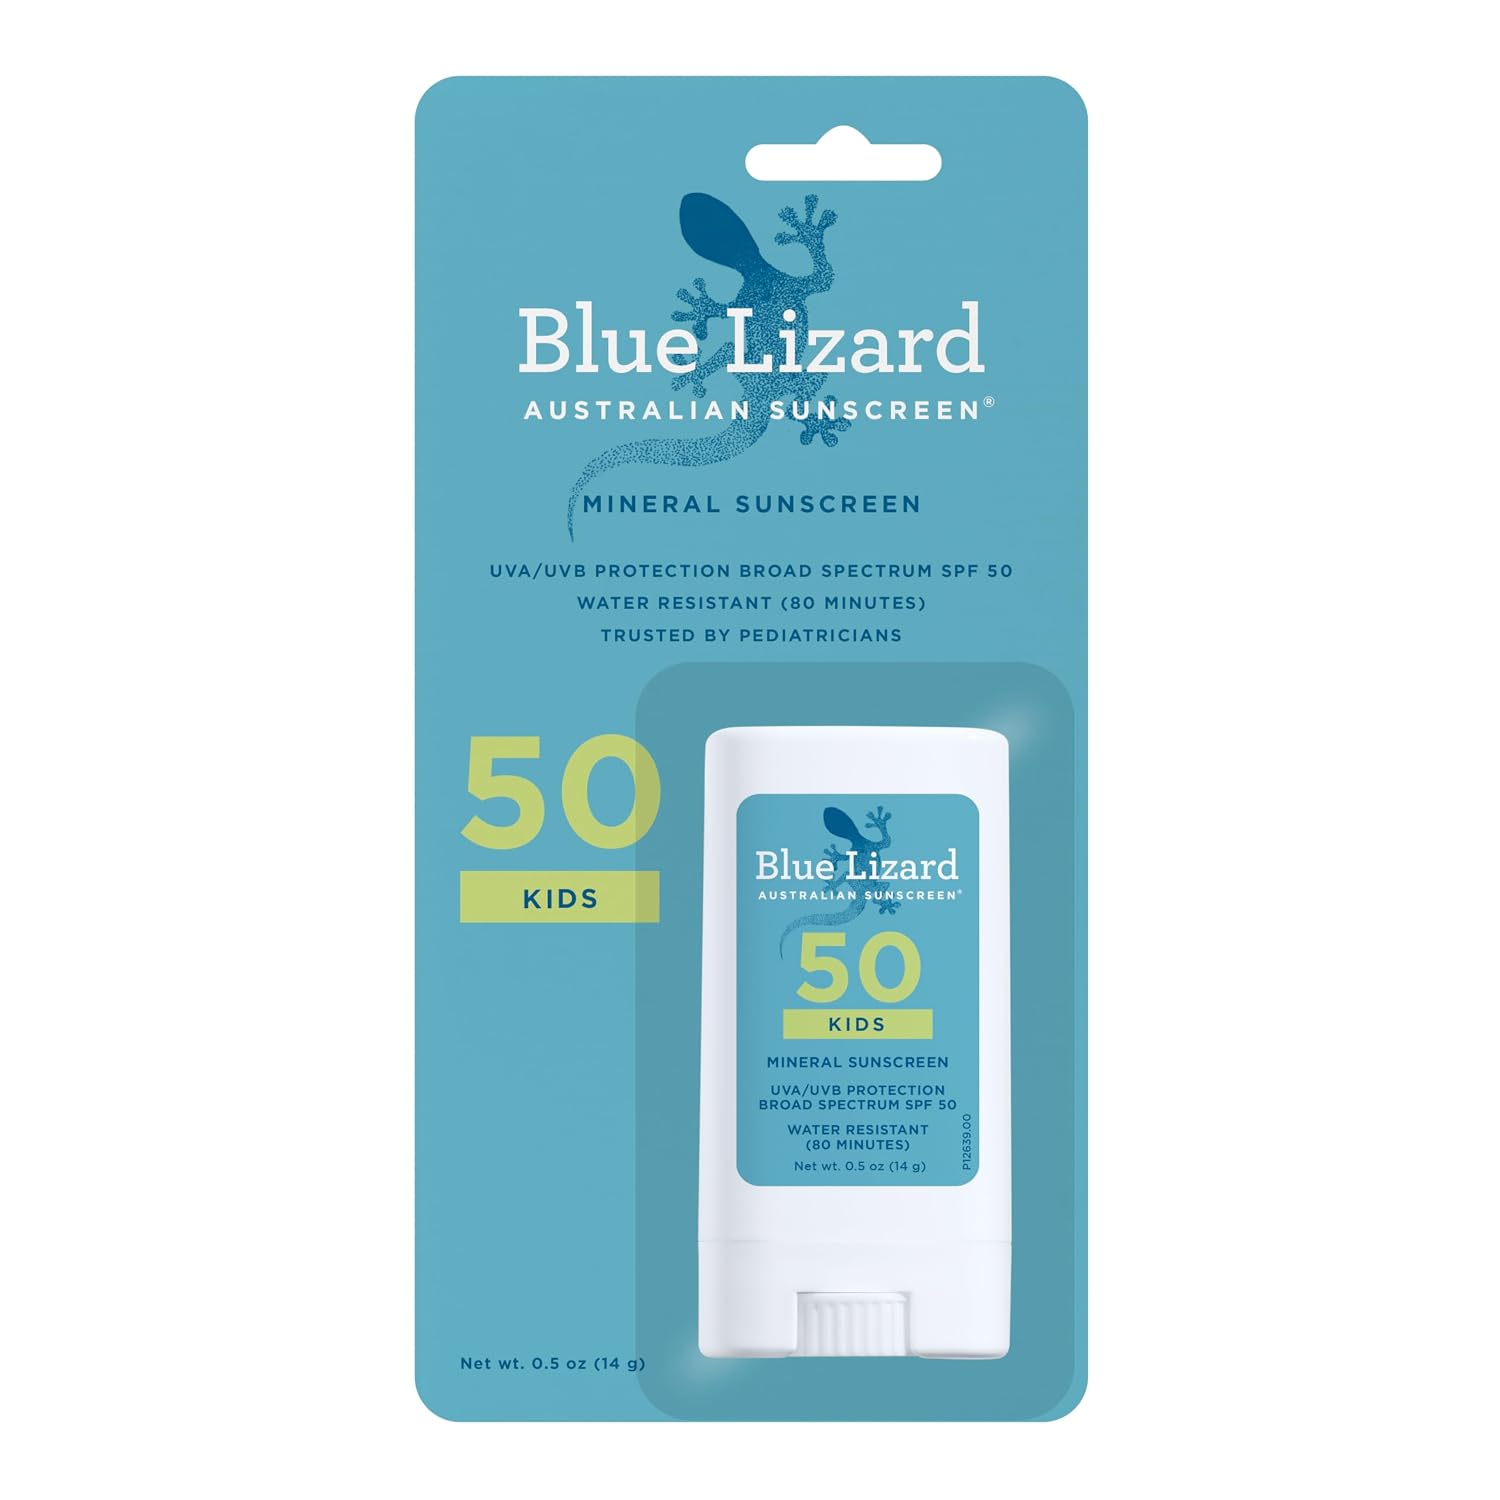 Blue Lizard
AUSTRALIAN SUNSCREEN®
MINERAL SUNSCREEN
UVA/UVB PROTECTION BROAD SPECTRUM SPF 50
WATER RESISTANT (80 MINUTES)
TRUSTED BY PEDIATRICIANS
50
KIDS
Blue Lizard
AUSTRALIAN SUNSCREEN®
50
KIDS
MINERAL SUNSCREEN
UVA/UVB PROTECTION
BROAD SPECTRUM SPF 50
WATER RESISTANT
(80 MINUTES)
Net wt. 0.5 oz (14 g)
P12639.00
Net wt. 0.5 oz (14 g)